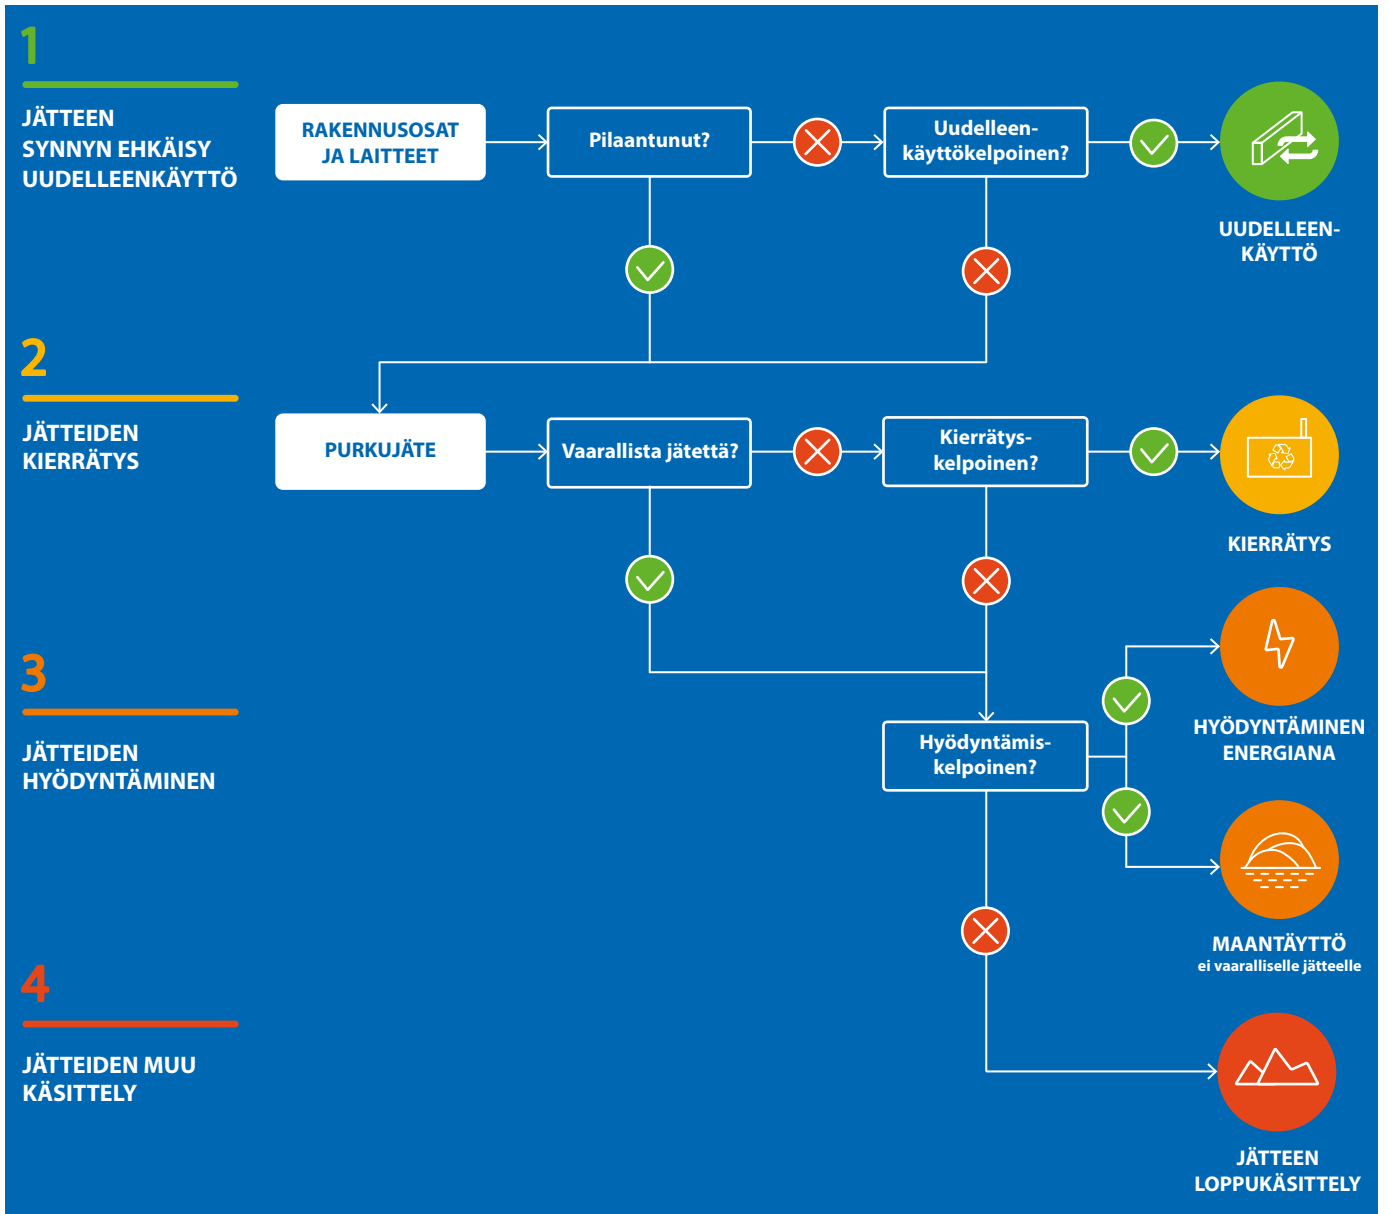 1
JÄTTEEN
SYNNYN EHKÄISY
UUDELLEENKÄYTTÖ
RAKENNUSOSAT
JA LAITTEET
Pilaantunut?
Uudelleen-
käyttökelpoinen?
UUDELLEEN-
KÄYTTÖ
2
JÄTTEIDEN
KIERRÄTYS
PURKUJÄTE
Vaarallista jätettä?
Kierrätys-
kelpoinen?
KIERRÄTYS
3
JÄTTEIDEN
HYÖDYNTÄMINEN
Hyödyntämis-
kelpoinen?
HYÖDYNTÄMINEN
ENERGIANA
MAANTÄYTTÖ
ei vaaralliselle jätteelle
4
JÄTTEIDEN MUU
KÄSITTELY
JÄTTEEN
LOPPUKÄSITTELY